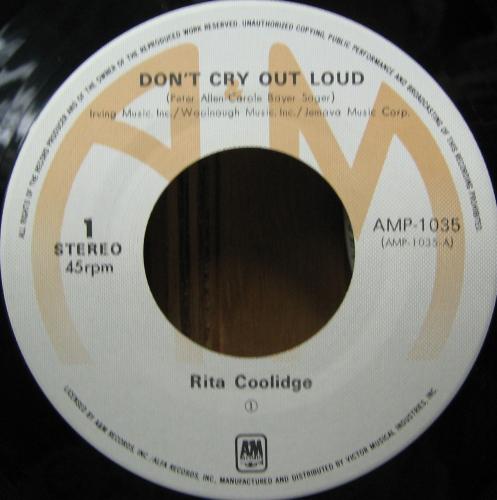 ALL RIGHTS OF THE RECORD PRODUCER AND OF THE OWNER OF THE REPRODUCED WORK RESERVED. UNAUTHORIZED COPYING, PUBLIC PERFORMANCE AND BROADCASTING OF THIS RECORDING PROHIBITED.
DON'T CRY OUT LOUD
(Peter Allen-Carole Bayer Sager)
Irving Music, Inc./Woolnough Music, Inc./Jemava Music Corp.
A&M
1
STEREO
45rpm
AMP-1035
(AMP-1035-A)
Rita Coolidge
①
A&M
LICENSED BY A&M RECORDS, INC.·ALFA RECORDS, INC. MANUFACTURED AND DISTRIBUTED BY VICTOR MUSICAL INDUSTRIES, INC.